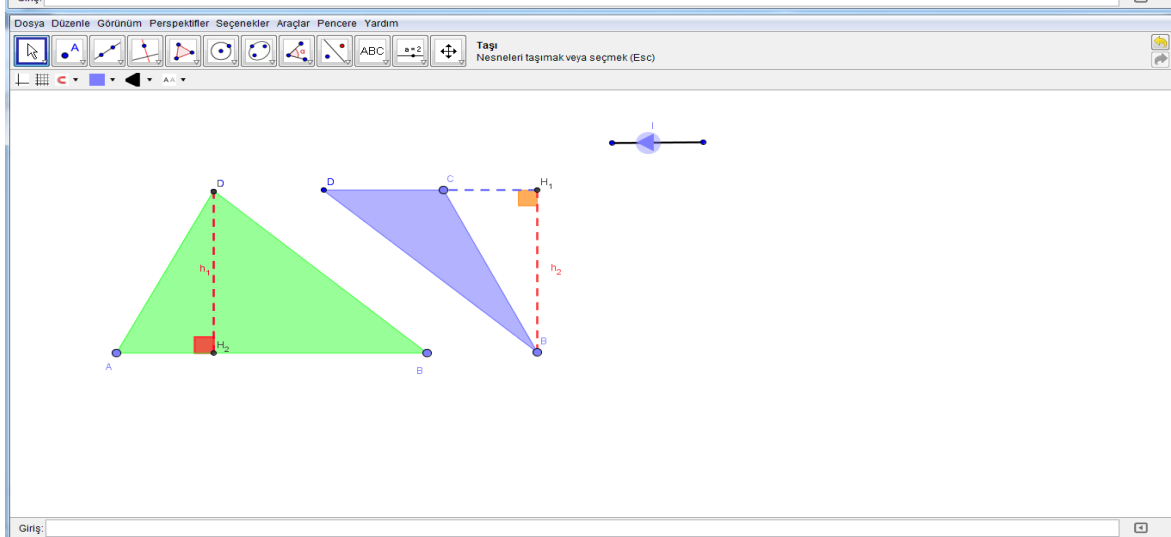 Giriş:
Dosya Düzenle Görünüm Perspektifler Seçenekler Araçlar Pencere Yardım
A
ABC
a=2
Taşı
Nesneleri taşımak veya seçmek (Esc)
A A
l
D
D
C
H1
h1
h2
H2
B
A
B
Giriş: